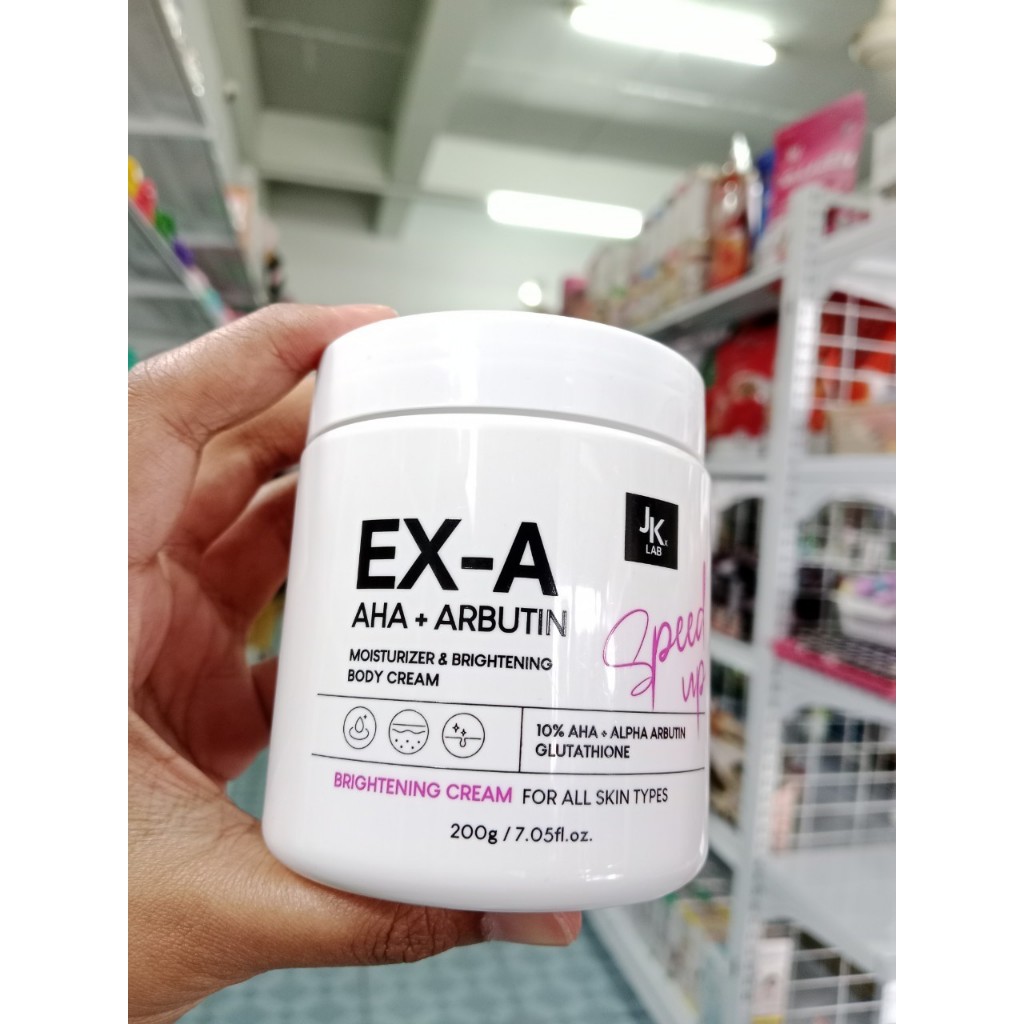 JK
LAB
EX-A
AHA + ARBUTIN
Speed
up
MOISTURIZER & BRIGHTENING
BODY CREAM
10% AHA + ALPHA ARBUTIN
GLUTATHIONE
BRIGHTENING CREAM FOR ALL SKIN TYPES
200g / 7.05fl.oz.